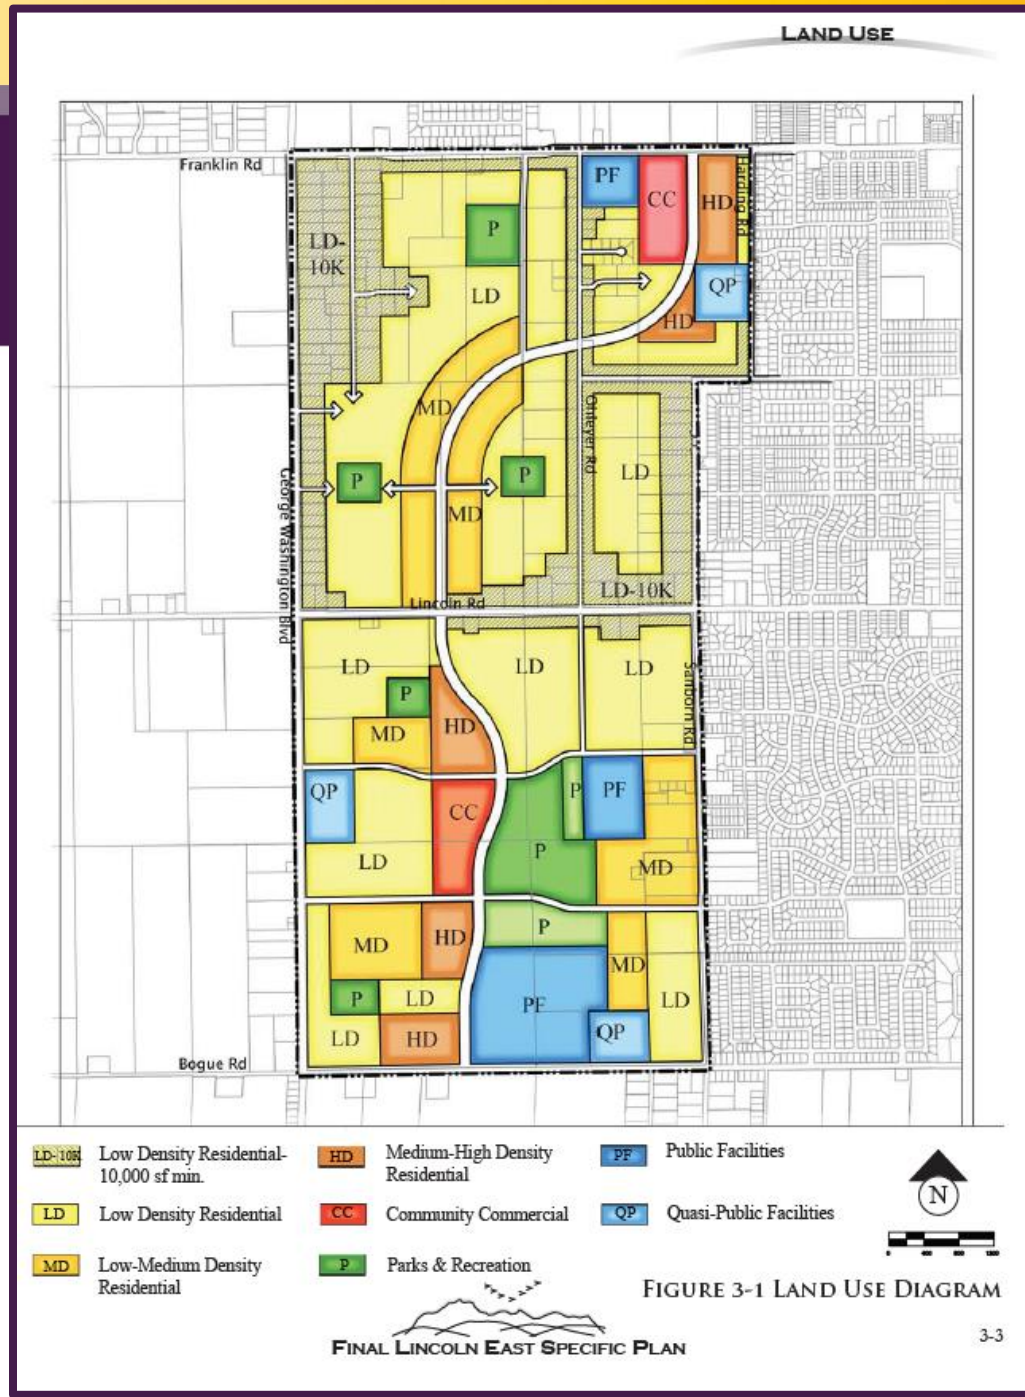 LAND USE
Franklin Rd
Harding Rd
PF
CC
HD
P
LD-
10K
LD
QP
HD
MD
Ohleyer Rd
LD
P
P
George Washington Blvd
MD
LD-10K
Lincoln Rd
LD
LD
LD
Sanborn Rd
P
MD
HD
QP
CC
P
PF
P
LD
MD
MD
HD
P
MD
P
LD
PF
LD
LD
HD
QP
Bogue Rd
LD-10K
Low Density Residential-
10,000 sf min.
HD
Medium-High Density
Residential
PF
Public Facilities
LD
Low Density Residential
CC
Community Commercial
QP
Quasi-Public Facilities
MD
Low-Medium Density
Residential
P
Parks & Recreation
N
0 400 800 1200
FIGURE 3-1 LAND USE DIAGRAM
FINAL LINCOLN EAST SPECIFIC PLAN
3-3